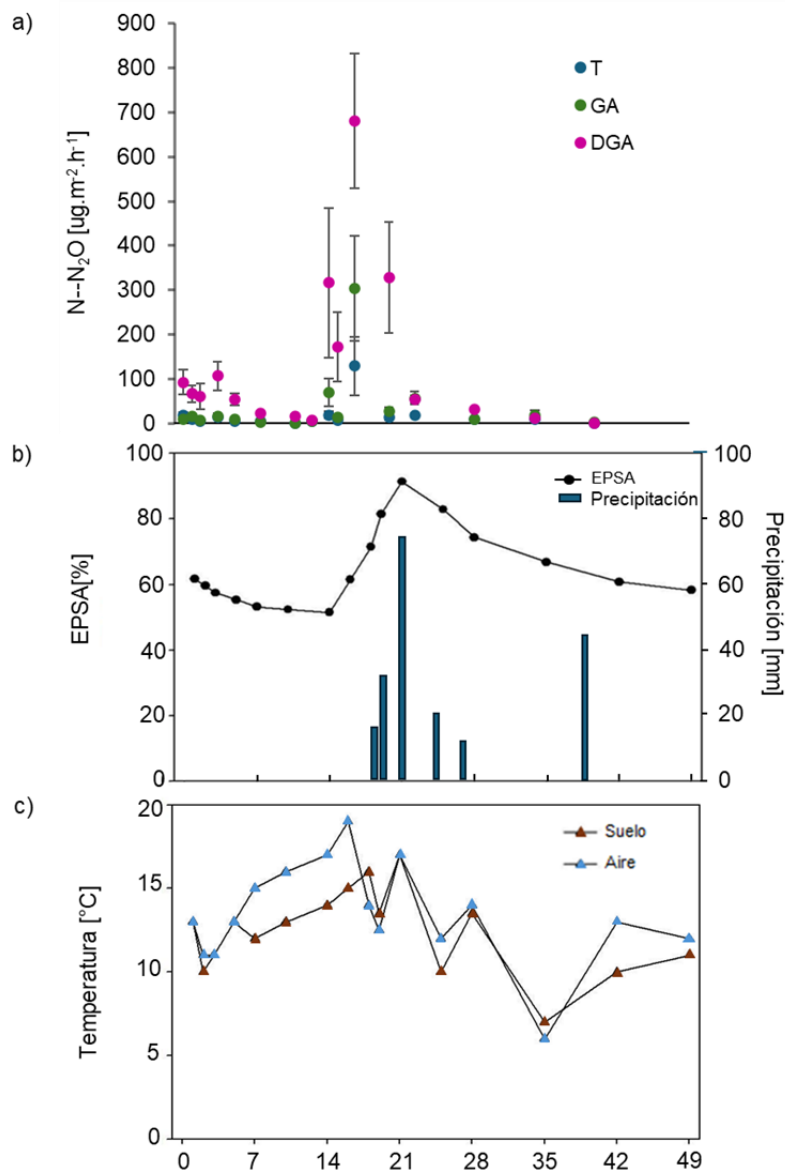 a)
900
800
700
600
500
400
300
200
100
0
N--N₂O [ug.m⁻².h⁻¹]
T
GA
DGA
b)
100
80
60
40
20
0
EPSA[%]
EPSA
Precipitación
100
80
60
40
20
0
Precipitación [mm]
c)
20
15
10
5
0
Temperatura [°C]
Suelo
Aire
0 7 14 21 28 35 42 49